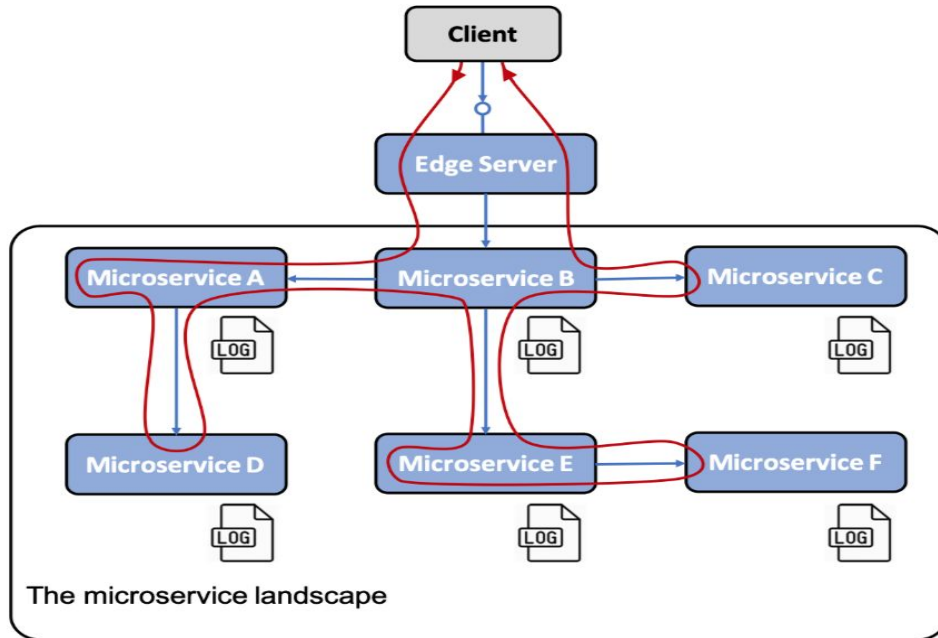 Client
Edge Server
Microservice A
Microservice B
Microservice C
LOG
LOG
LOG
Microservice D
Microservice E
Microservice F
LOG
LOG
LOG
The microservice landscape